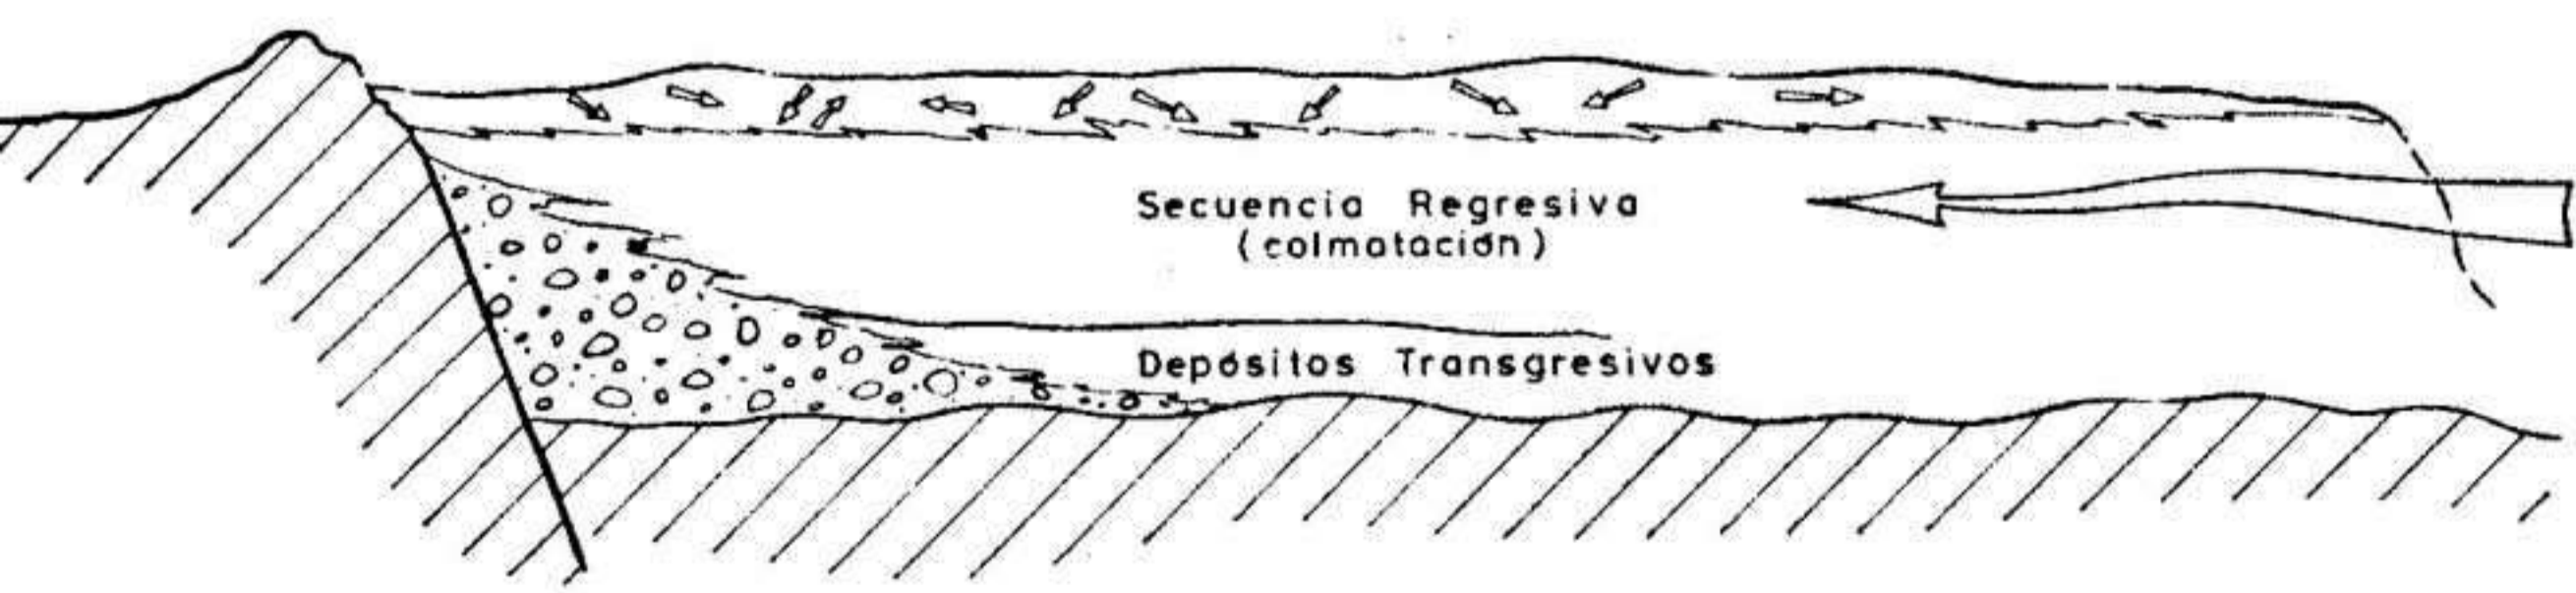 Secuencia Regresiva
(colmatación)
Depósitos Transgresivos